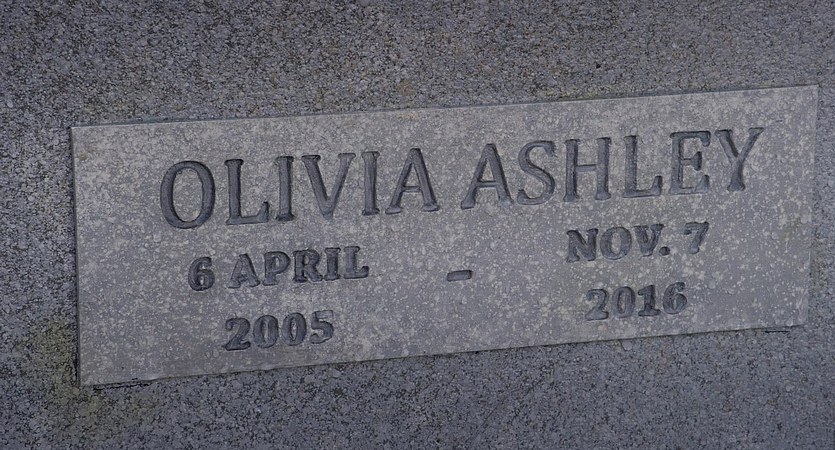 OLIVIA ASHLEY
6 APRIL - NOV. 7
2005 2016